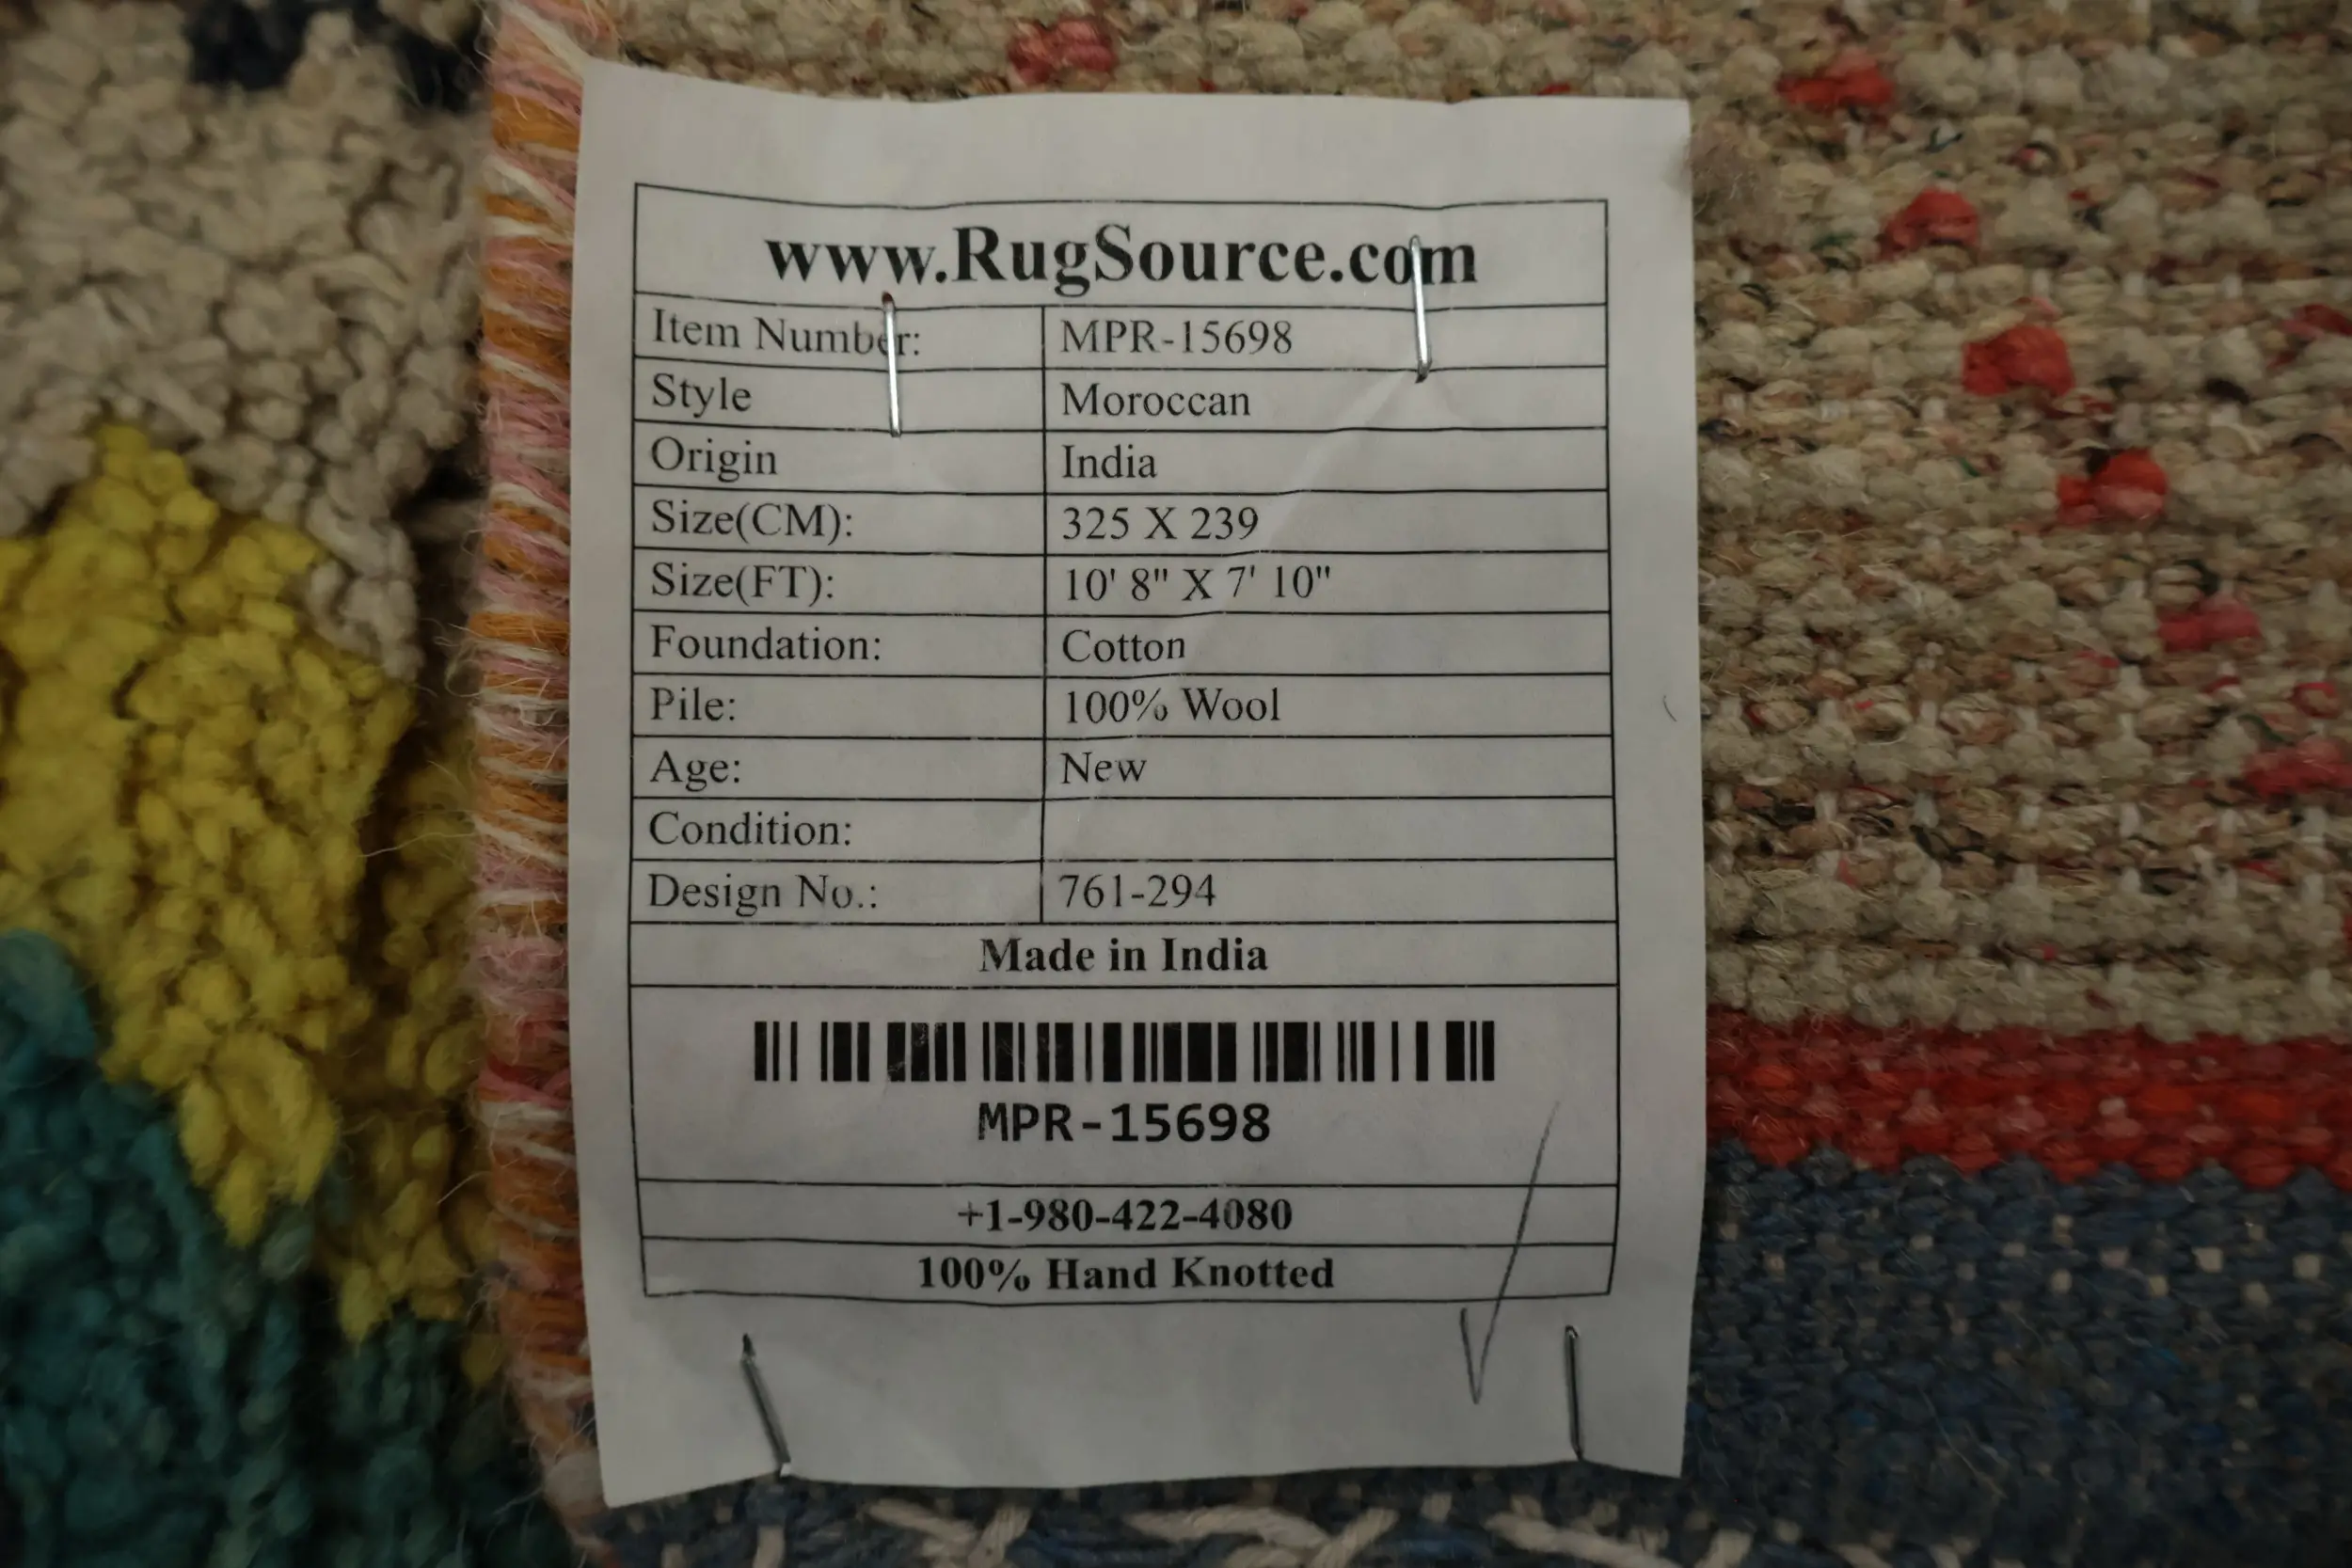 www.RugSource.com
Item Number: MPR-15698
Style Moroccan
Origin India
Size(CM): 325 X 239
Size(FT): 10' 8" X 7' 10"
Foundation: Cotton
Pile: 100% Wool
Age: New
Condition:
Design No.: 761-294
Made in India
MPR-15698
+1-980-422-4080
100% Hand Knotted